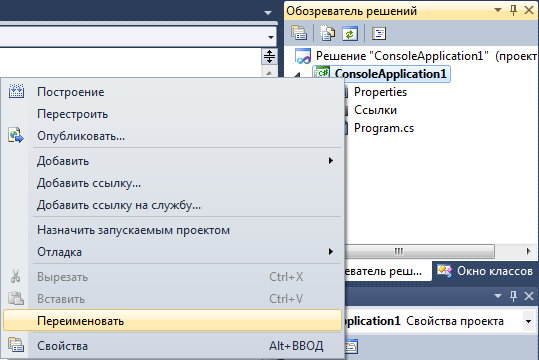 Обозреватель решений
Решение "ConsoleApplication1" (проект
ConsoleApplication1
Properties
Ссылки
Program.cs
Построение
Перестроить
Опубликовать...
Добавить
Добавить ссылку...
Добавить ссылку на службу...
Назначить запускаемым проектом
Отладка
Вырезать Ctrl+X
Вставить Ctrl+V
Переименовать
Свойства Alt+ВВОД
реватель реш... Окно классов
pplication1 Свойства проекта